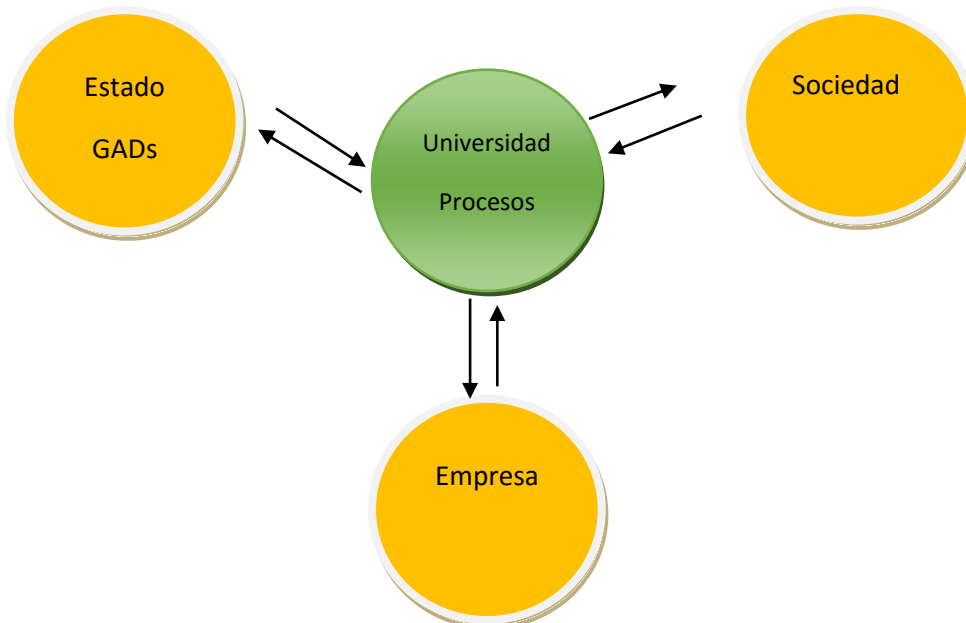 Estado
GADs
Universidad
Procesos
Sociedad
Empresa